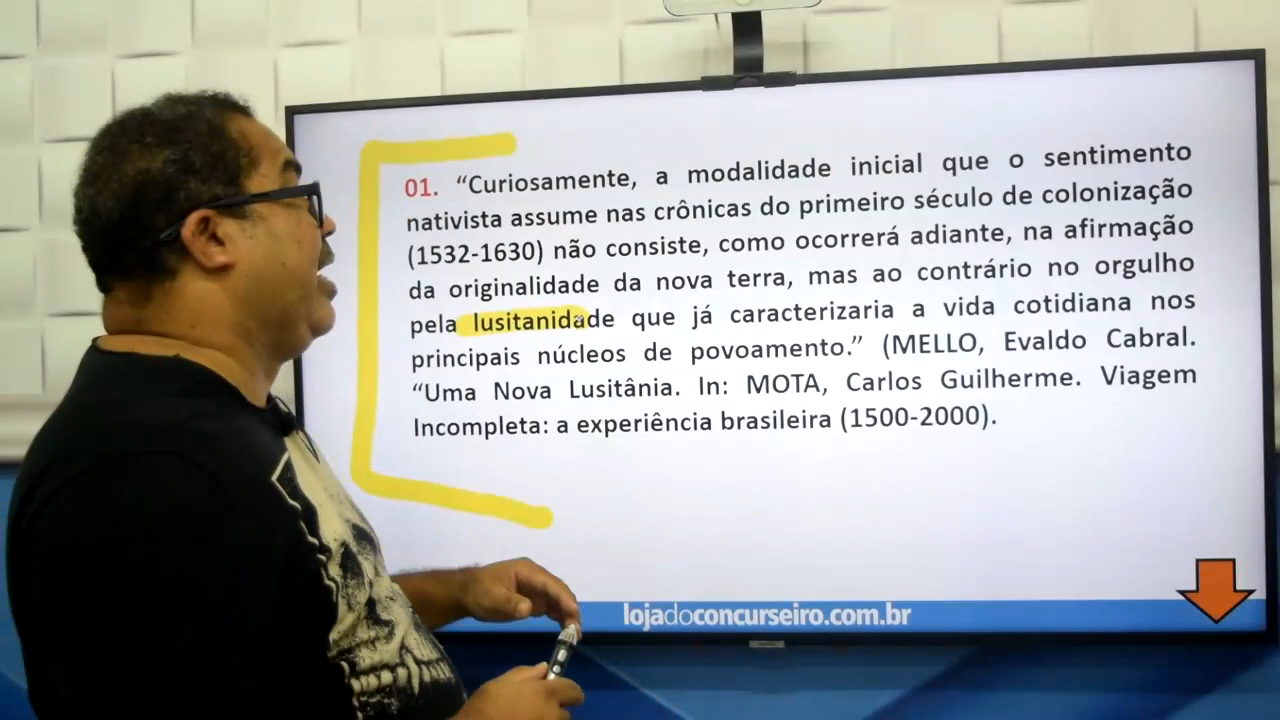 01. “Curiosamente, a modalidade inicial que o sentimento
nativista assume nas crônicas do primeiro século de colonização
(1532-1630) não consiste, como ocorrerá adiante, na afirmação
da originalidade da nova terra, mas ao contrário no orgulho
pela lusitanidade que já caracterizaria a vida cotidiana nos
principais núcleos de povoamento.” (MELLO, Evaldo Cabral.
“Uma Nova Lusitânia. In: MOTA, Carlos Guilherme. Viagem
Incompleta: a experiência brasileira (1500-2000).
lojadoconcurseiro.com.br